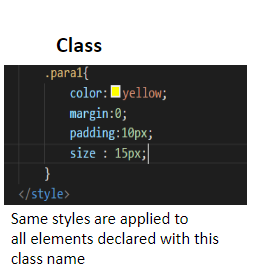 Class
.para1{
color:yellow;
margin:0;
padding:10px;
size : 15px;
}
</style>
Same styles are applied to
all elements declared with this
class name